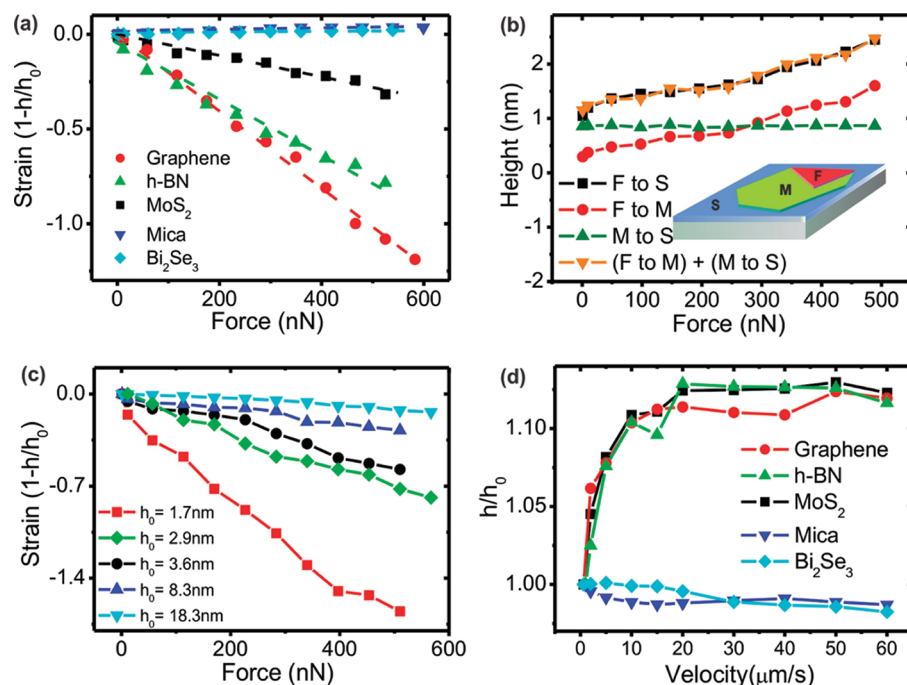 (a)
0.0
-0.5
-1.0
Strain (1-h/h₀)
Graphene
h-BN
MoS₂
Mica
Bi₂Se₃
0 200 400 600
Force (nN)
(b)
2
1
0
-1
-2
Height (nm)
F
M
S
F to S
F to M
M to S
(F to M) + (M to S)
0 100 200 300 400 500
Force (nN)
(c)
0.0
-0.7
-1.4
Strain (1-h/h₀)
h₀= 1.7nm
h₀= 2.9nm
h₀= 3.6nm
h₀= 8.3nm
h₀= 18.3nm
0 100 200 300 400 500 600
Force (nN)
(d)
1.10
1.05
1.00
h/h₀
Graphene
h-BN
MoS₂
Mica
Bi₂Se₃
0 10 20 30 40 50 60
Velocity(μm/s)